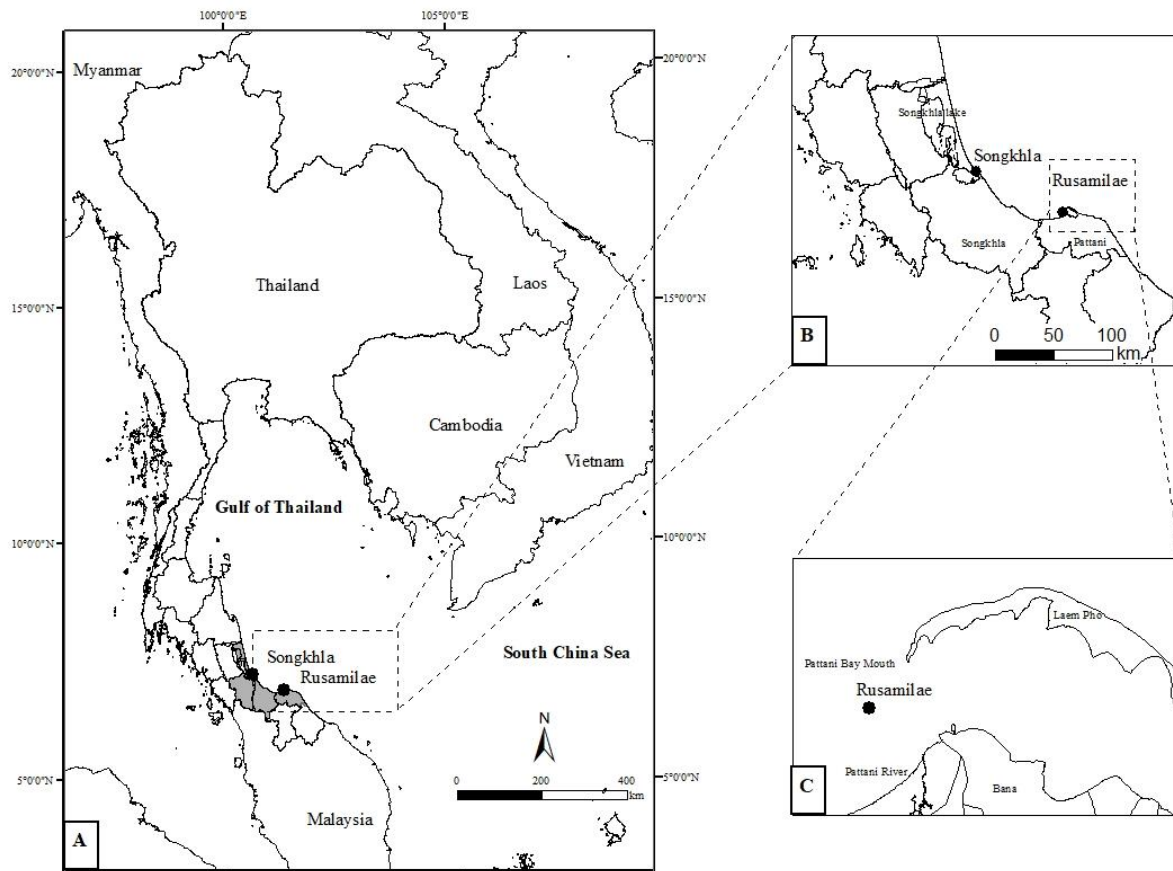 100°0'0"E
105°0'0"E
20°0'0"N
20°0'0"N
Myanmar
Thailand
Laos
15°0'0"N
15°0'0"N
Cambodia
Vietnam
Gulf of Thailand
10°0'0"N
10°0'0"N
Songkhla
Rusamilae
South China Sea
N
0 200 400
km
5°0'0"N
5°0'0"N
Malaysia
A
Songkhla lake
Songkhla
Rusamilae
Songkhla
Pattani
B
0 50 100
km
Laem Pho
Pattani Bay Mouth
Rusamilae
Pattani River
Bana
C